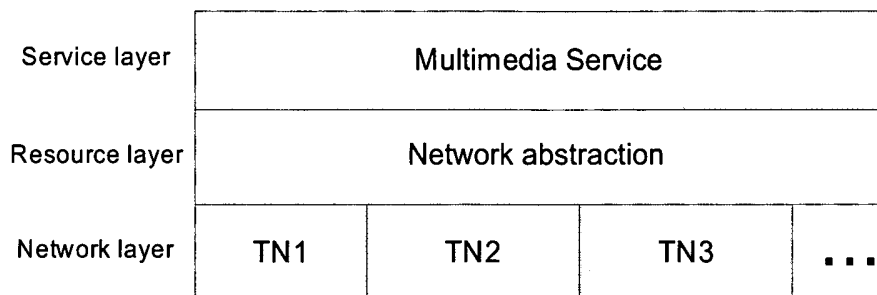 Service layer
Multimedia Service
Resource layer
Network abstraction
Network layer
TN1
TN2
TN3
...